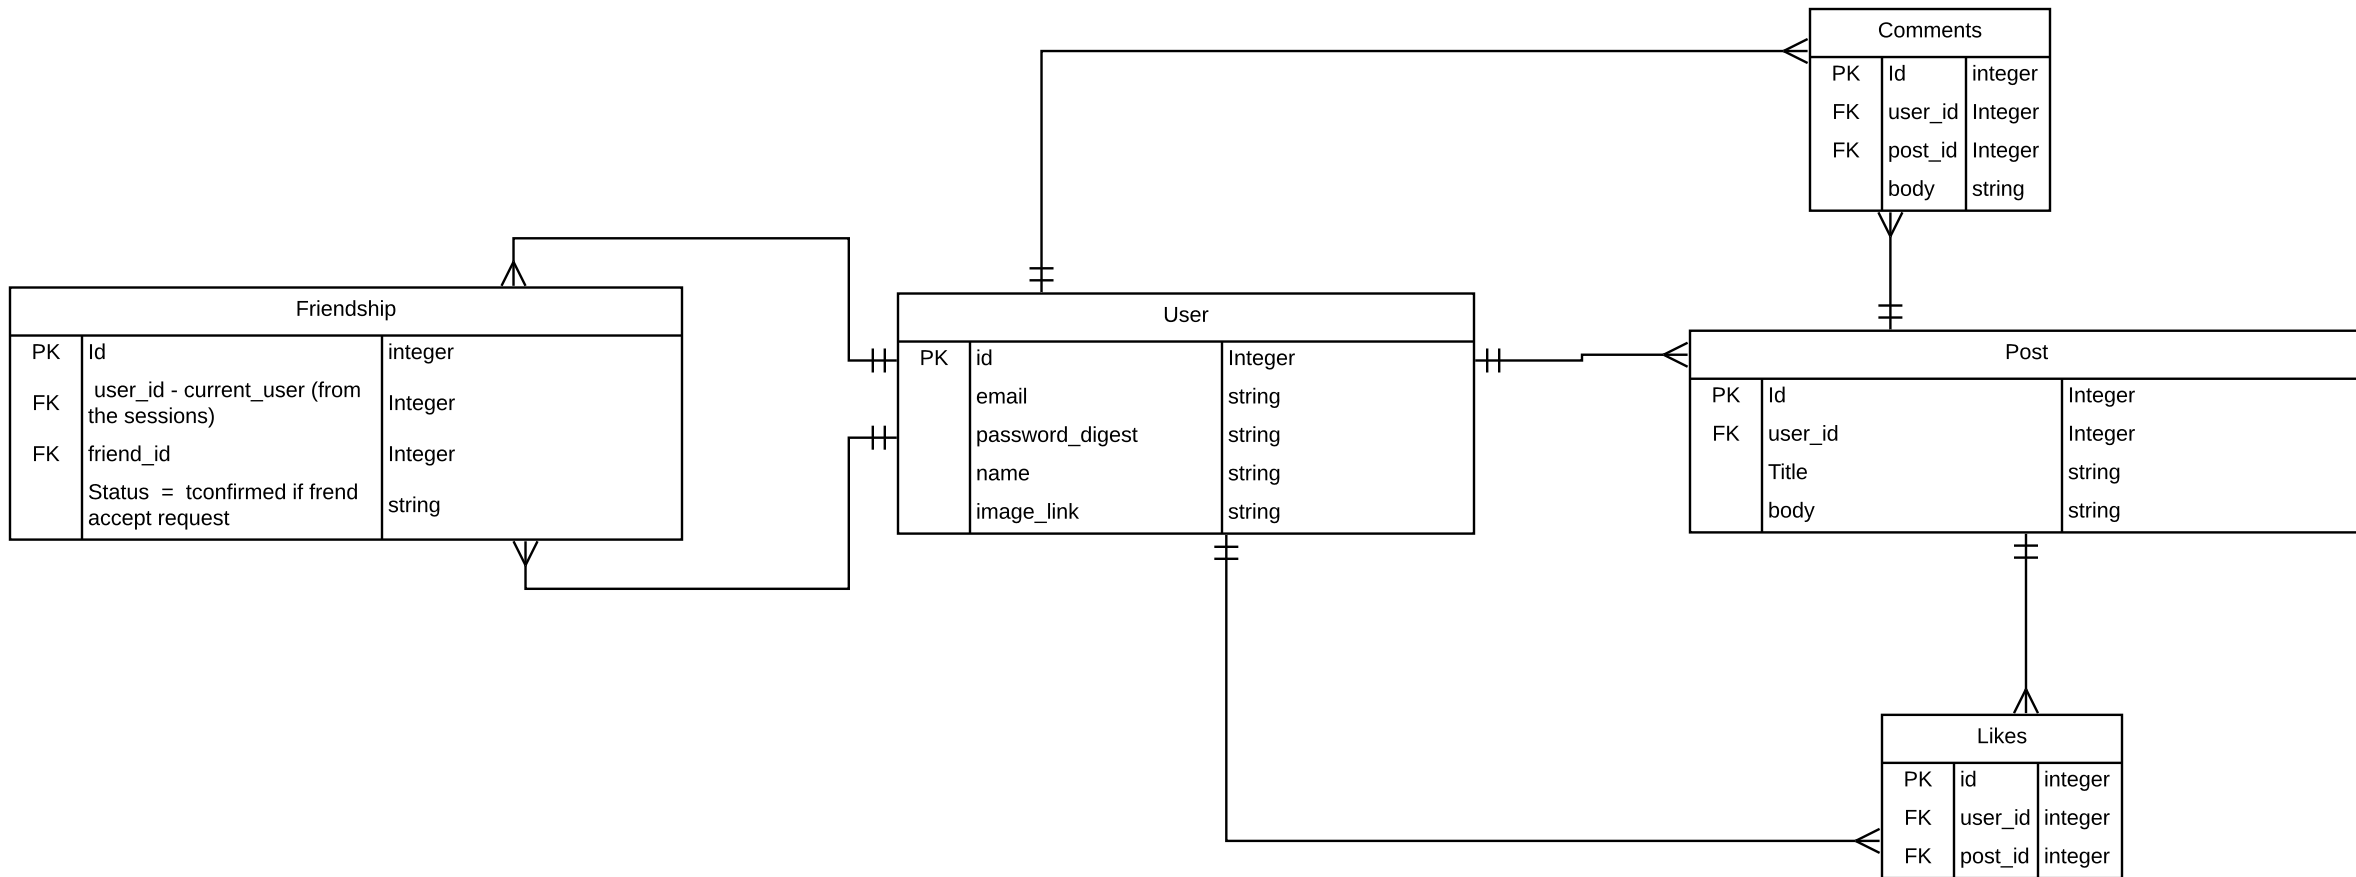 Comments
PK Id integer
FK user_id Integer
FK post_id Integer
body string
Friendship
PK Id integer
FK user_id - current_user (from
the sessions) Integer
FK friend_id Integer
Status = tconfirmed if frend
accept request string
User
PK id Integer
email string
password_digest string
name string
image_link string
Post
PK Id Integer
FK user_id Integer
Title string
body string
Likes
PK id integer
FK user_id integer
FK post_id integer